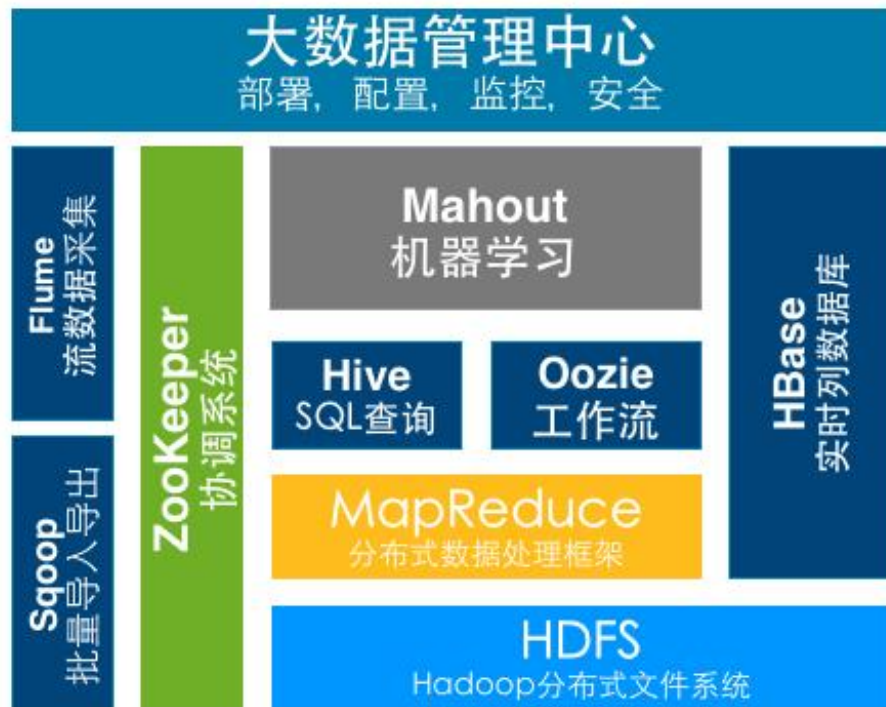 大数据管理中心
部署, 配置, 监控, 安全
Flume
流数据采集
Sqoop
批量导入导出
ZooKeeper
协调系统
Mahout
机器学习
Hive
SQL查询
Oozie
工作流
MapReduce
分布式数据处理框架
HBase
实时列数据库
HDFS
Hadoop分布式文件系统